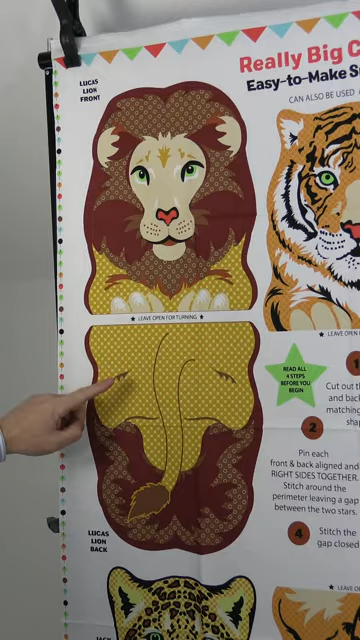 LUCAS
LION
FRONT
Really Big C
Easy-to-Make S
CAN ALSO BE USED
★ LEAVE OPEN FOR TURNING ★
★ LEAVE OPEN
READ ALL
4 STEPS
BEFORE YOU
BEGIN
1
Cut out
and back
matching
2
Pin each
front & back aligned and
RIGHT SIDES TOGETHER.
Stitch around the
perimeter leaving a gap
between the two stars.
4
Stitch the
gap closed
LUCAS
LION
BACK
★ LEAVE